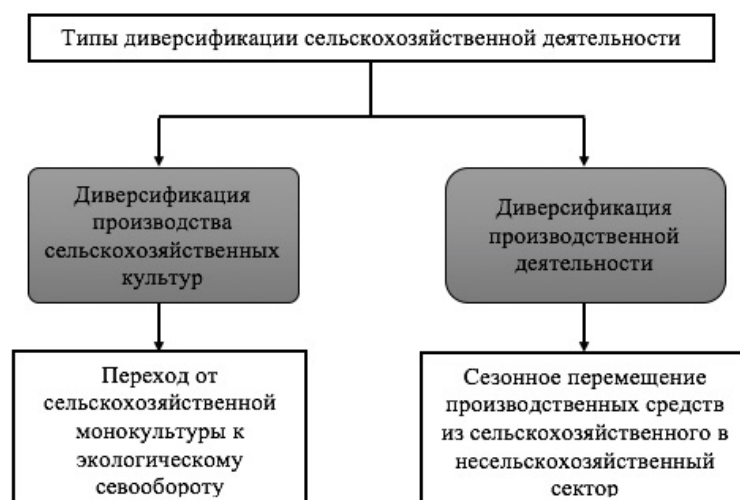 Типы диверсификации сельскохозяйственной деятельности
Диверсификация
производства
сельскохозяйственных
культур
Диверсификация
производственной
деятельности
Переход от
сельскохозяйственной
монокультуры к
экологическому
севообороту
Сезонное перемещение
производственных средств
из сельскохозяйственного в
несельскохозяйственный
сектор